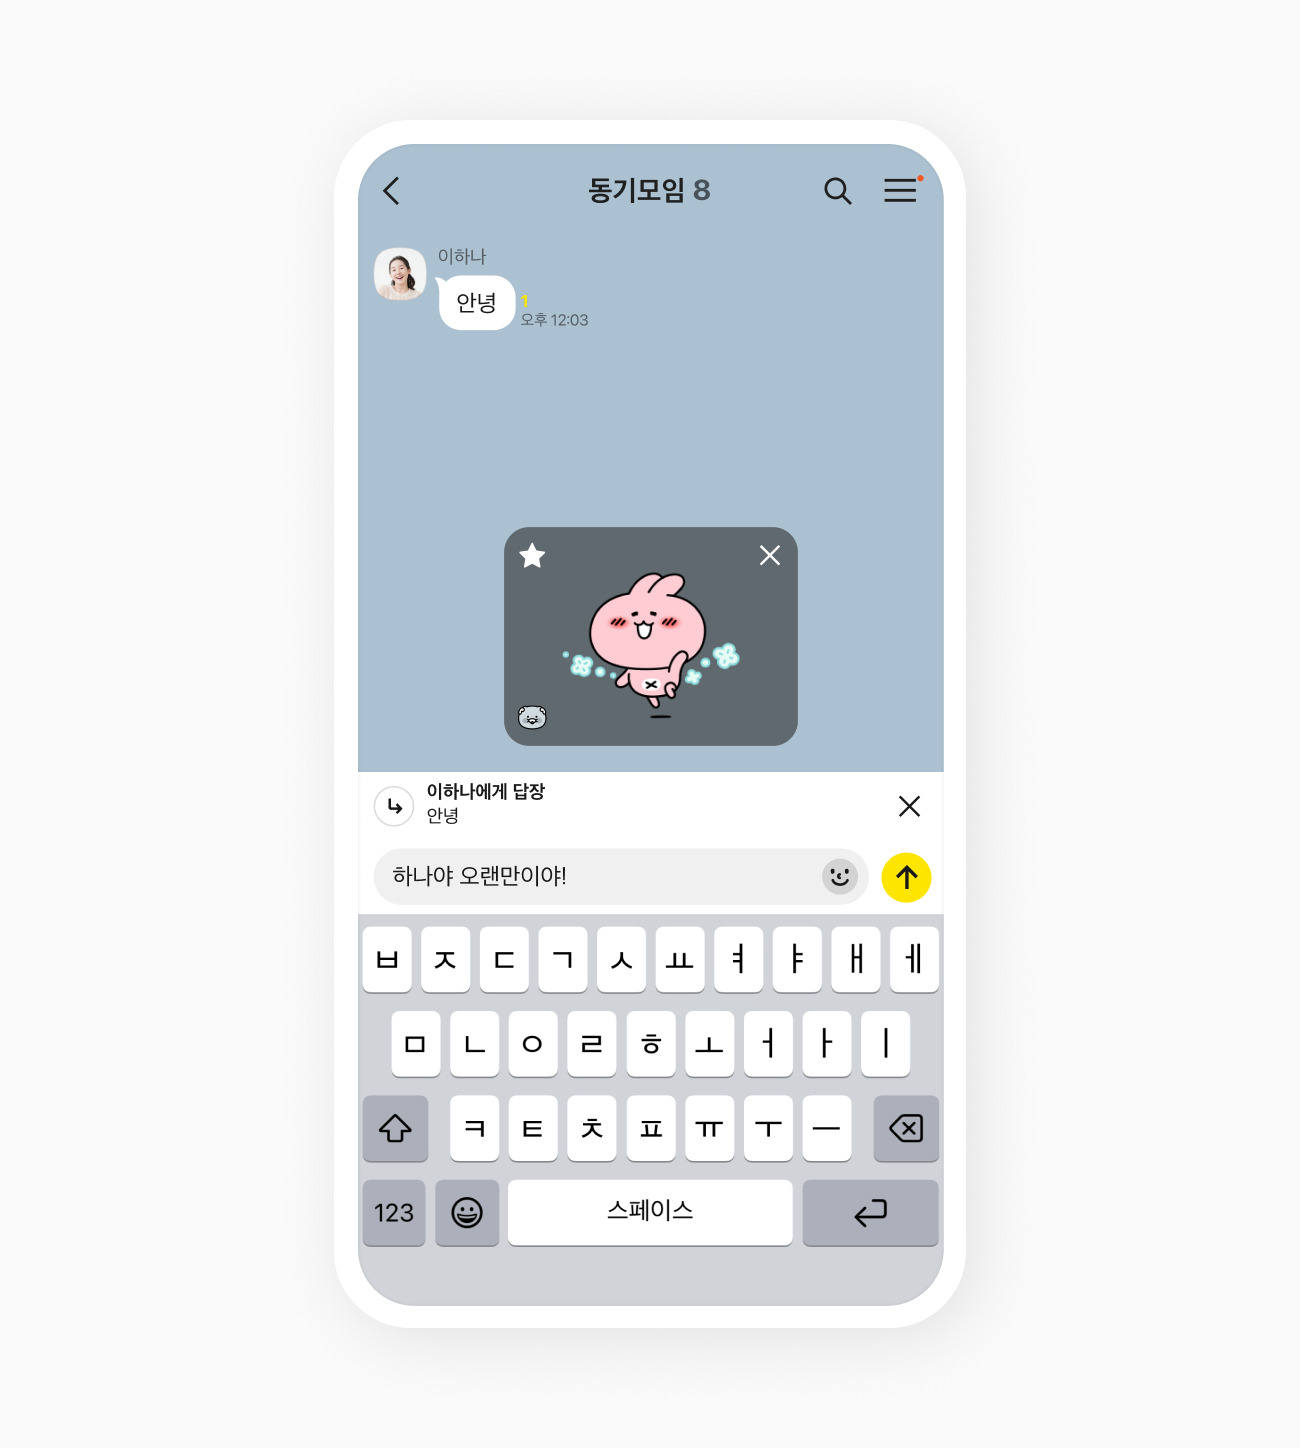 동기모임 8
이하나
안녕
1
오후 12:03
이하나에게 답장
안녕
하나야 오랜만이야!
ㅂ ㅈ ㄷ ㄱ ㅅ ㅛ ㅕ ㅑ ㅐ ㅔ
ㅁ ㄴ ㅇ ㄹ ㅎ ㅗ ㅓ ㅏ ㅣ
ㅋ ㅌ ㅊ ㅍ ㅠ ㅜ ㅡ
123 스페이스